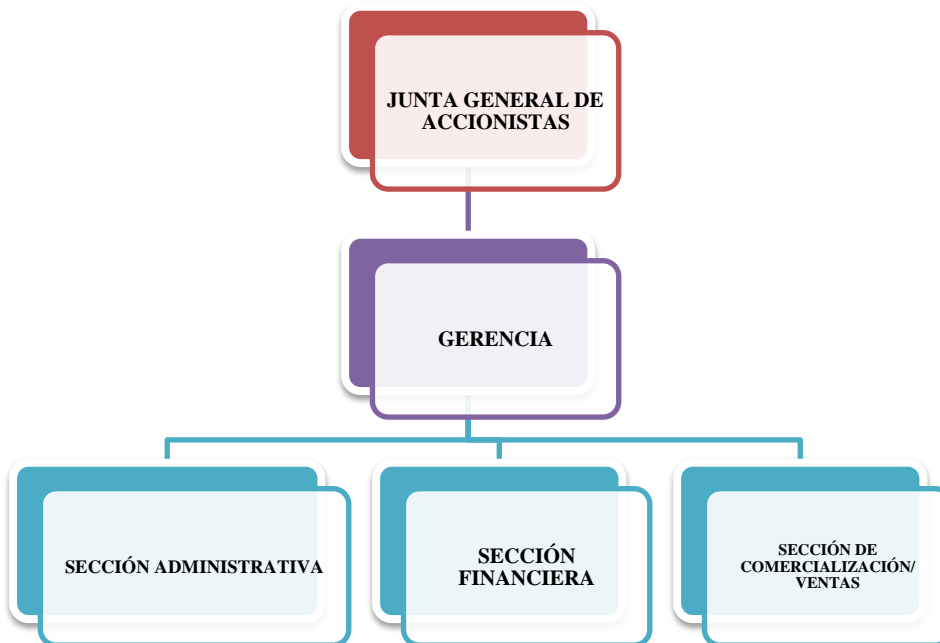 JUNTA GENERAL DE
ACCIONISTAS
GERENCIA
SECCIÓN ADMINISTRATIVA
SECCIÓN
FINANCIERA
SECCIÓN DE
COMERCIALIZACIÓN/
VENTAS